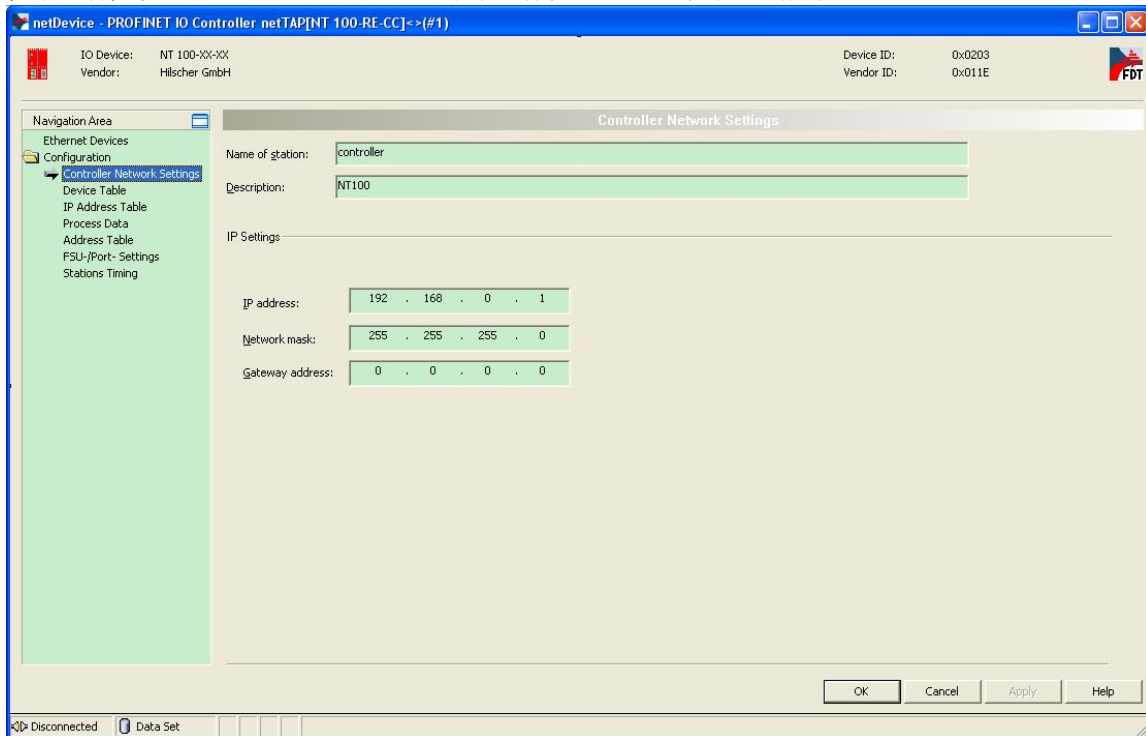 netDevice - PROFINET IO Controller netTAP[NT 100-RE-CC]<>(#1)
IO Device: NT 100-XX-XX
Vendor: Hilscher GmbH
Device ID: 0x0203
Vendor ID: 0x011E
FDT
Navigation Area
Ethernet Devices
Configuration
Controller Network Settings
Device Table
IP Address Table
Process Data
Address Table
FSU-/Port- Settings
Stations Timing
Controller Network Settings
Name of station: controller
Description: NT100
IP Settings
IP address: 192 . 168 . 0 . 1
Network mask: 255 . 255 . 255 . 0
Gateway address: 0 . 0 . 0 . 0
OK Cancel Apply Help
Disconnected Data Set